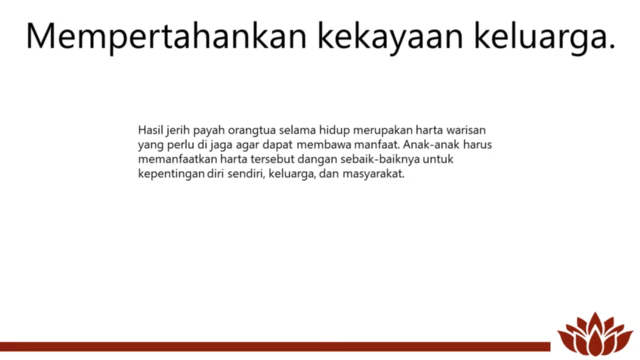 Mempertahankan kekayaan keluarga.
Hasil jerih payah orangtua selama hidup merupakan harta warisan
yang perlu di jaga agar dapat membawa manfaat. Anak-anak harus
memanfaatkan harta tersebut dangan sebaik-baiknya untuk
kepentingan diri sendiri, keluarga, dan masyarakat.